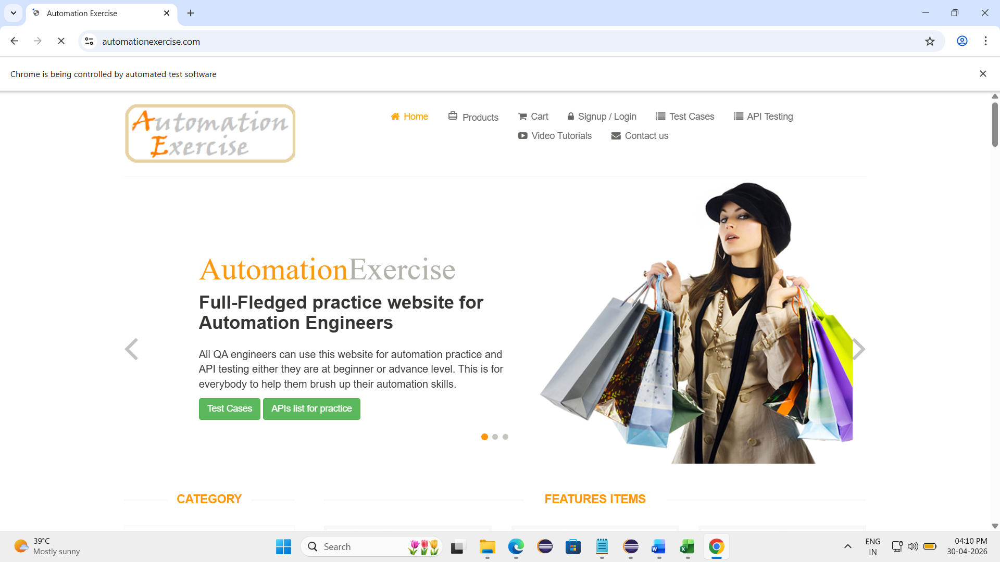 Automation Exercise
automationexercise.com
Chrome is being controlled by automated test software
Automation
Exercise
Home
Products
Cart
Signup / Login
Test Cases
API Testing
Video Tutorials
Contact us
AutomationExercise
Full-Fledged practice website for
Automation Engineers
All QA engineers can use this website for automation practice and
API testing either they are at beginner or advance level. This is for
everybody to help them brush up their automation skills.
Test Cases
APIs list for practice
CATEGORY
FEATURES ITEMS
39°C
Mostly sunny
Search
ENG
IN
04:10 PM
30-04-2026